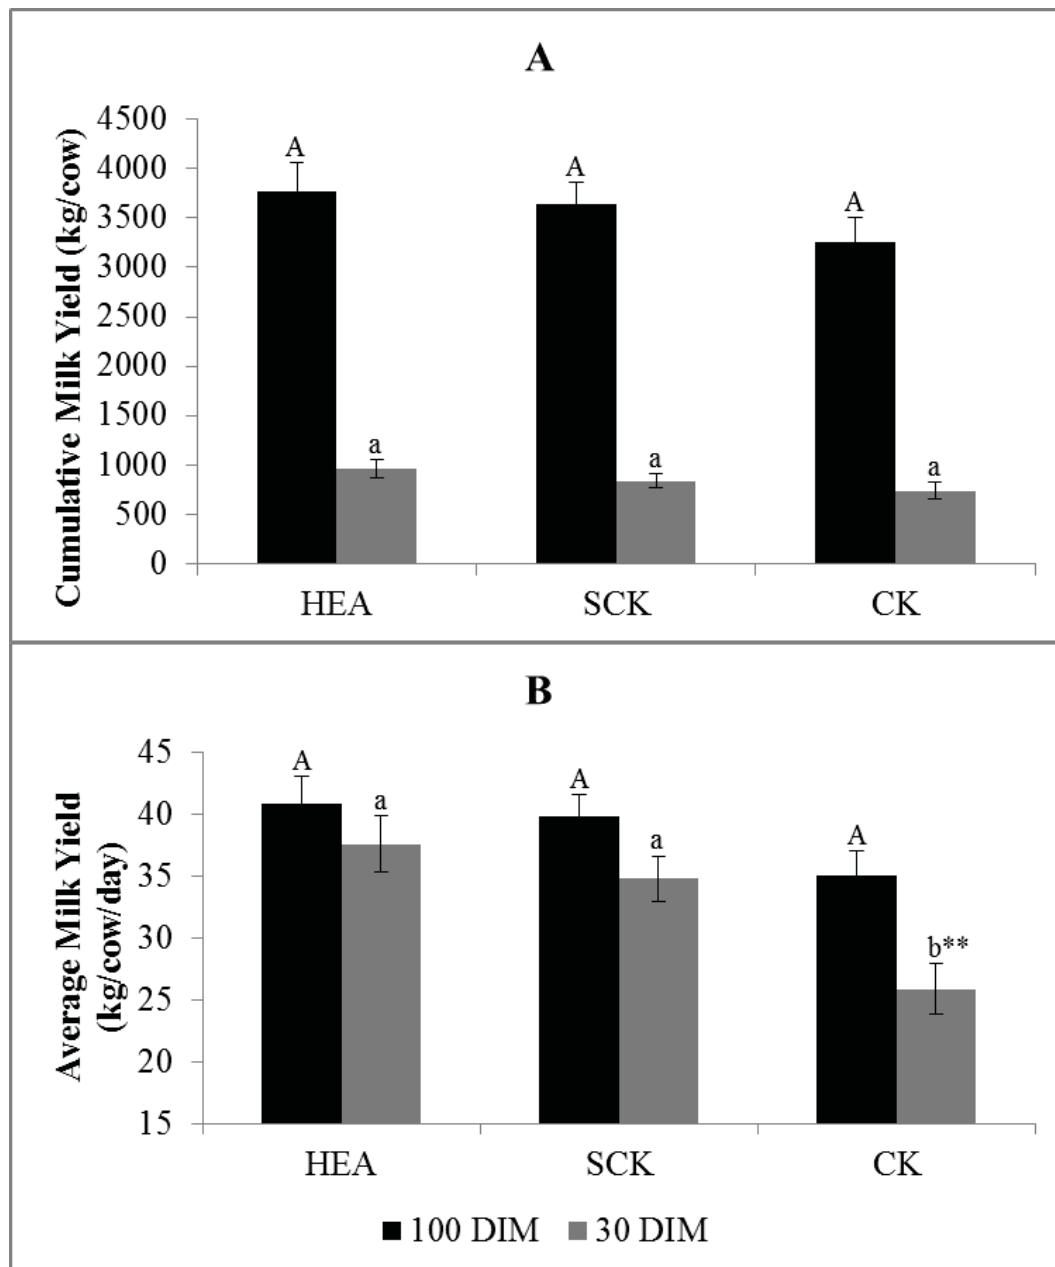 A
Cumulative Milk Yield (kg/cow)
4500
4000
3500
3000
2500
2000
1500
1000
500
0
A
a
A
a
A
a
HEA
SCK
CK
B
Average Milk Yield
(kg/cow/day)
45
40
35
30
25
20
15
A
a
A
a
A
b**
HEA
SCK
CK
100 DIM
30 DIM